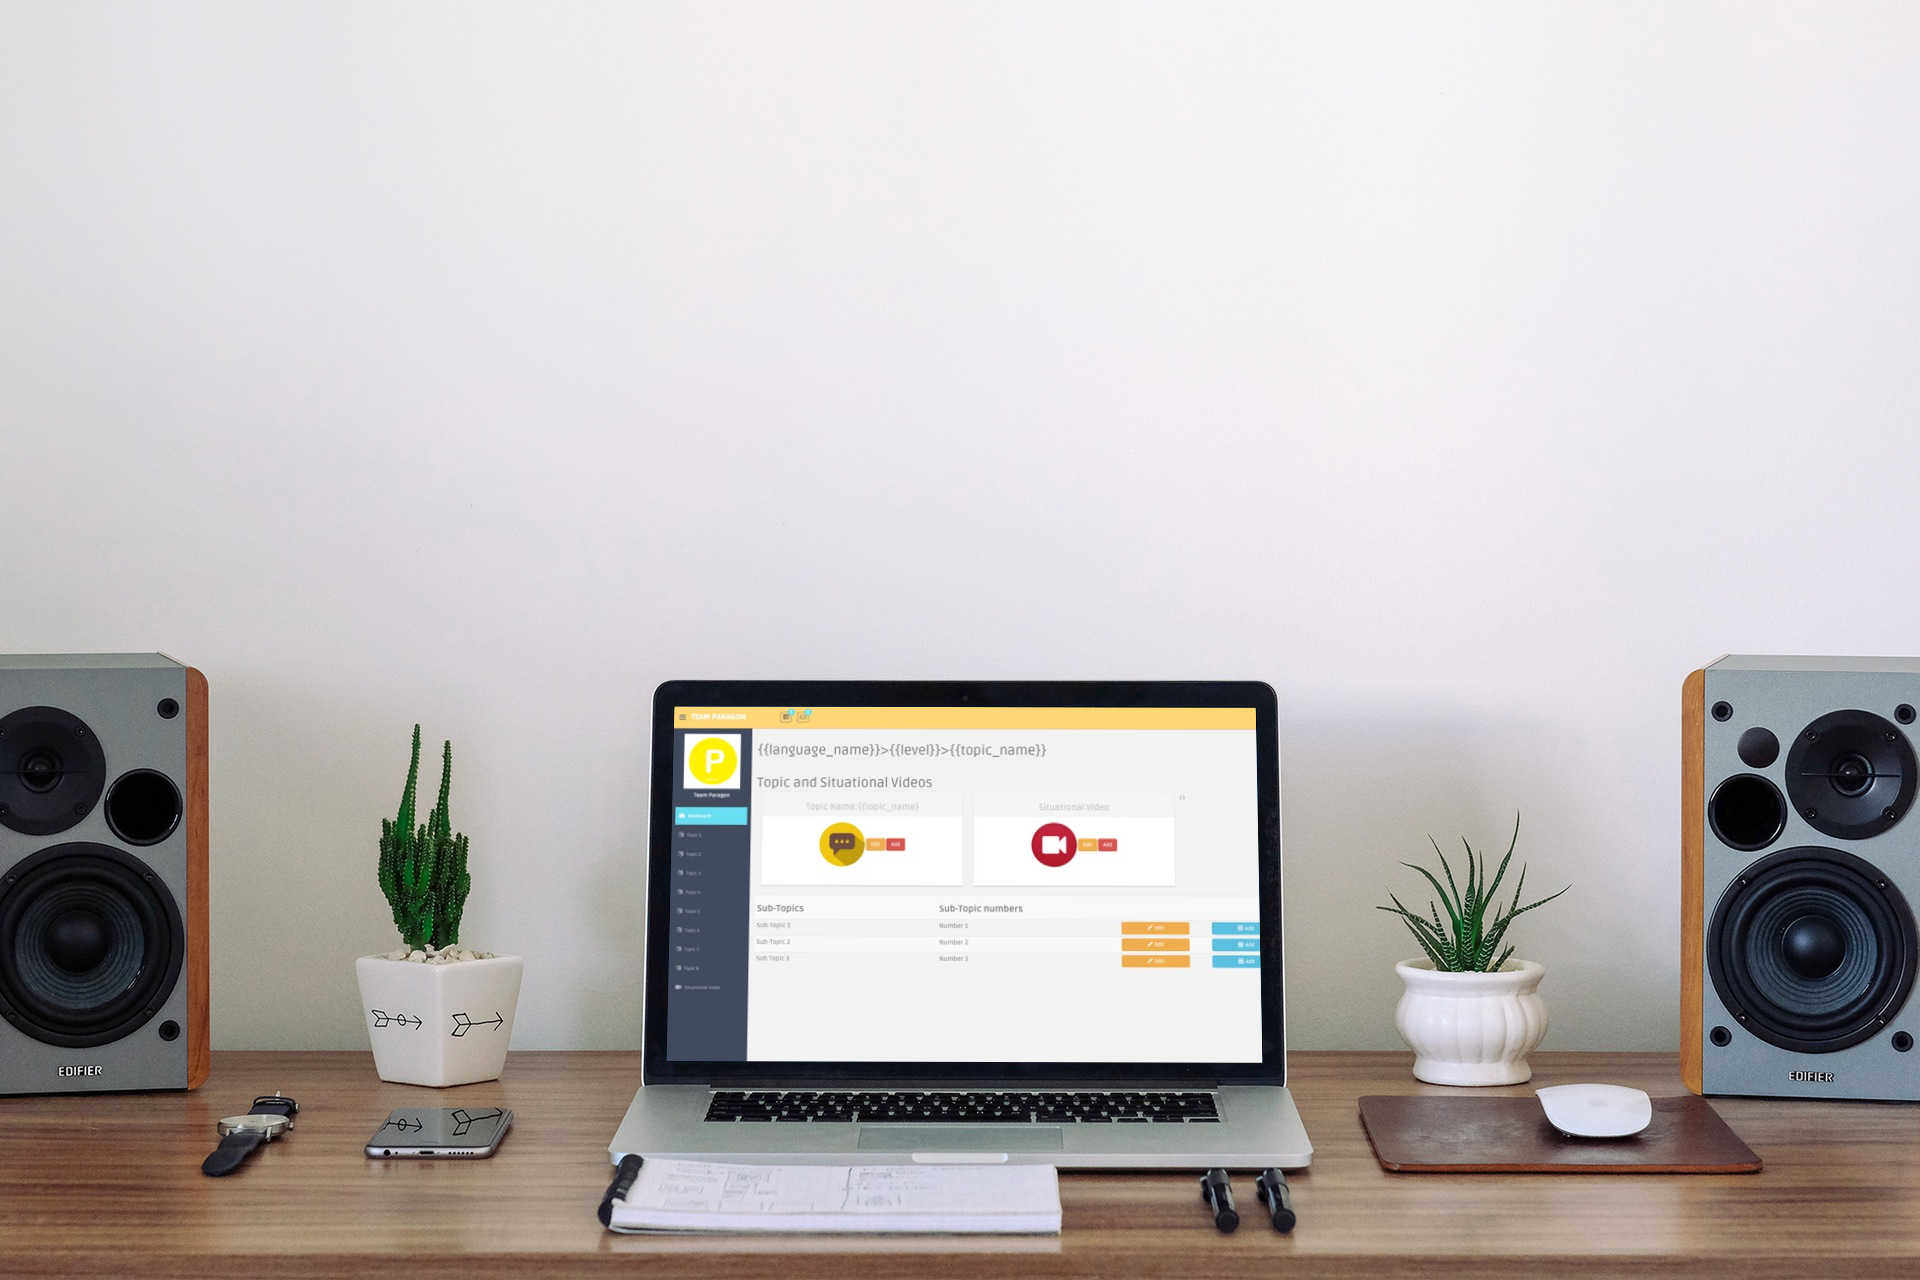 TEAM PARAGON
{{language_name}}>{{level}}>{{topic_name}}
Topic and Situational Videos
Team Paragon
Topic Name:{{topic_name}
Situational Video
"
P
Dashboard
Edit Add
Edit Add
Topic 1
Topic 2
Topic 3
Topic 4
Topic 5
Topic 6
Topic 7
Topic 8
Situational Video
Sub-Topics Sub-Topic numbers
Sub-Topic 1 Number 1 Edit Add
Sub-Topic 2 Number 2 Edit Add
Sub Topic 3 Number 3 Edit Add
EDIFIER
EDIFIER